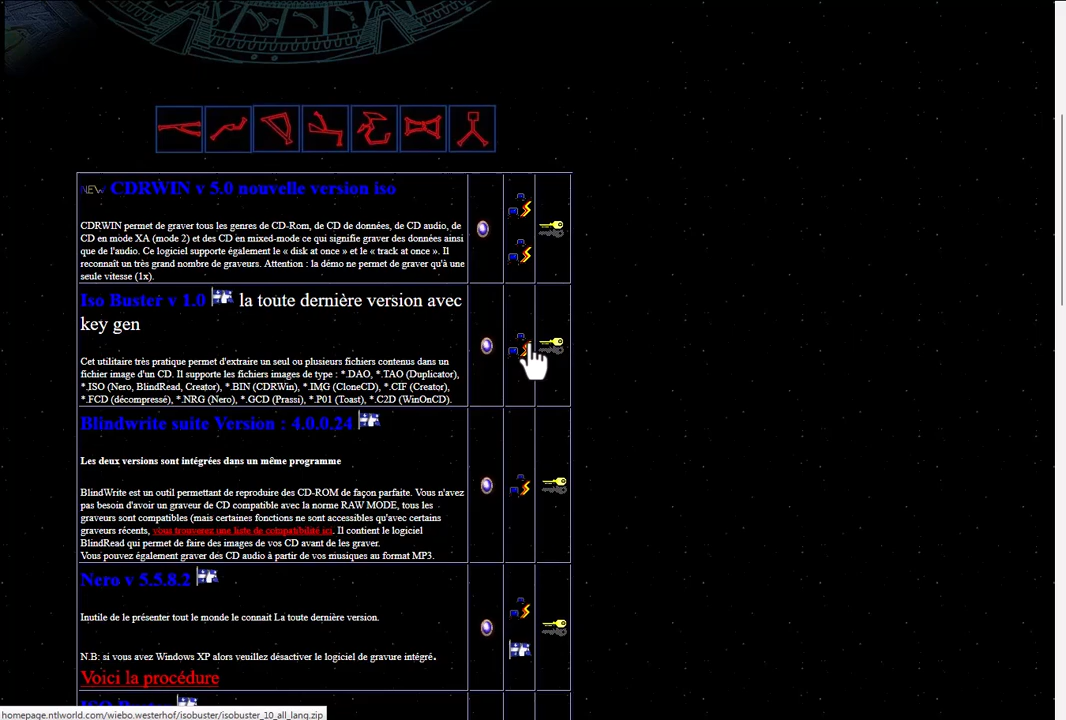 NEW CDRWIN v 5.0 nouvelle version iso
CDRWIN permet de graver tous les genres de CD-Rom, de CD de données, de CD audio, de
CD en mode XA (mode 2) et des CD en mixed-mode ce qui signifie graver des données ainsi
que de l'audio. Ce logiciel supporte également le « disk at once » et le « track at once ». Il
reconnaît un très grand nombre de graveurs. Attention : la démo ne permet de graver qu'à une
seule vitesse (1x).
Iso Buster v 1.0 la toute dernière version avec
key gen
Cet utilitaire très pratique permet d'extraire un seul ou plusieurs fichiers contenus dans un
fichier image d'un CD. Il supporte les fichiers images de type : *.DAO, *.TAO (Duplicator),
*.ISO (Nero, BlindRead, Creator), *.BIN (CDRWin), *.IMG (CloneCD), *.CIF (Creator),
*.FCD (décompressé), *.NRG (Nero), *.GCD (Prassi), *.P01 (Toast), *.C2D (WinOnCD).
Blindwrite suite Version : 4.0.0.24
Les deux versions sont intégrées dans un même programme
BlindWrite est un outil permettant de reproduire des CD-ROM de façon parfaite. Vous n'avez
pas besoin d'avoir un graveur de CD compatible avec la norme RAW MODE, tous les
graveurs sont compatibles (mais certaines fonctions ne sont accessibles qu'avec certains
graveurs récents, vous trouverez une liste de compatibilité ici. Il contient le logiciel
BlindRead qui permet de faire des images de vos CD avant de les graver.
Vous pouvez également graver des CD audio à partir de vos musiques au format MP3.
Nero v 5.5.8.2
Inutile de le présenter tout le monde le connait La toute dernière version.
N.B: si vous avez Windows XP alors veuillez désactiver le logiciel de gravure intégré.
Voici la procédure
homepage.ntlworld.com/wiebo.westerhof/isobuster/isobuster_10_all_lang.zip